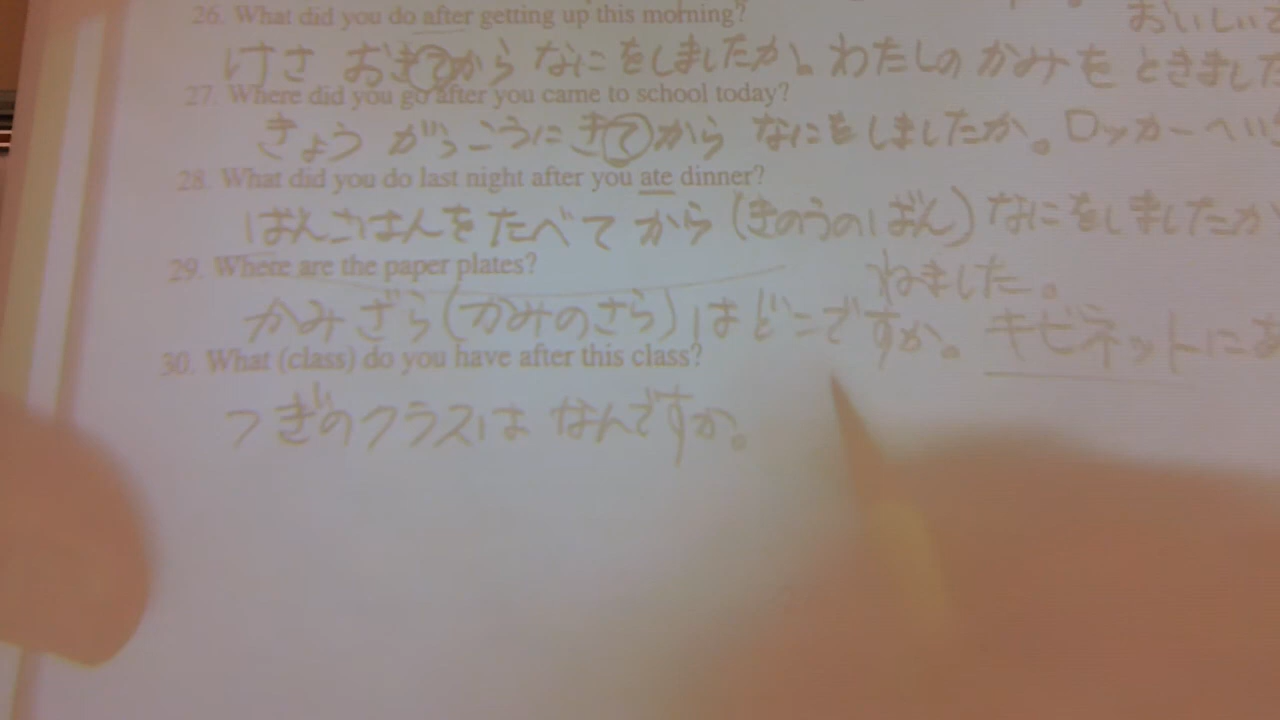 おいしい
26. What did you do after getting up this morning?
けさ おきてから なにをしましたか。わたしの かみを ときました
27. Where did you go after you came to school today?
きょう がっこうに きてから なにをしましたか。ロッカーへい
28. What did you do last night after you ate dinner?
ばんごはんを たべて から (きのうのばん) なにをしましたか
ねました。
29. Where are the paper plates?
かみざら(かみのさら)はどこですか。キビネットにあ
30. What (class) do you have after this class?
つぎのクラスは なんですか。